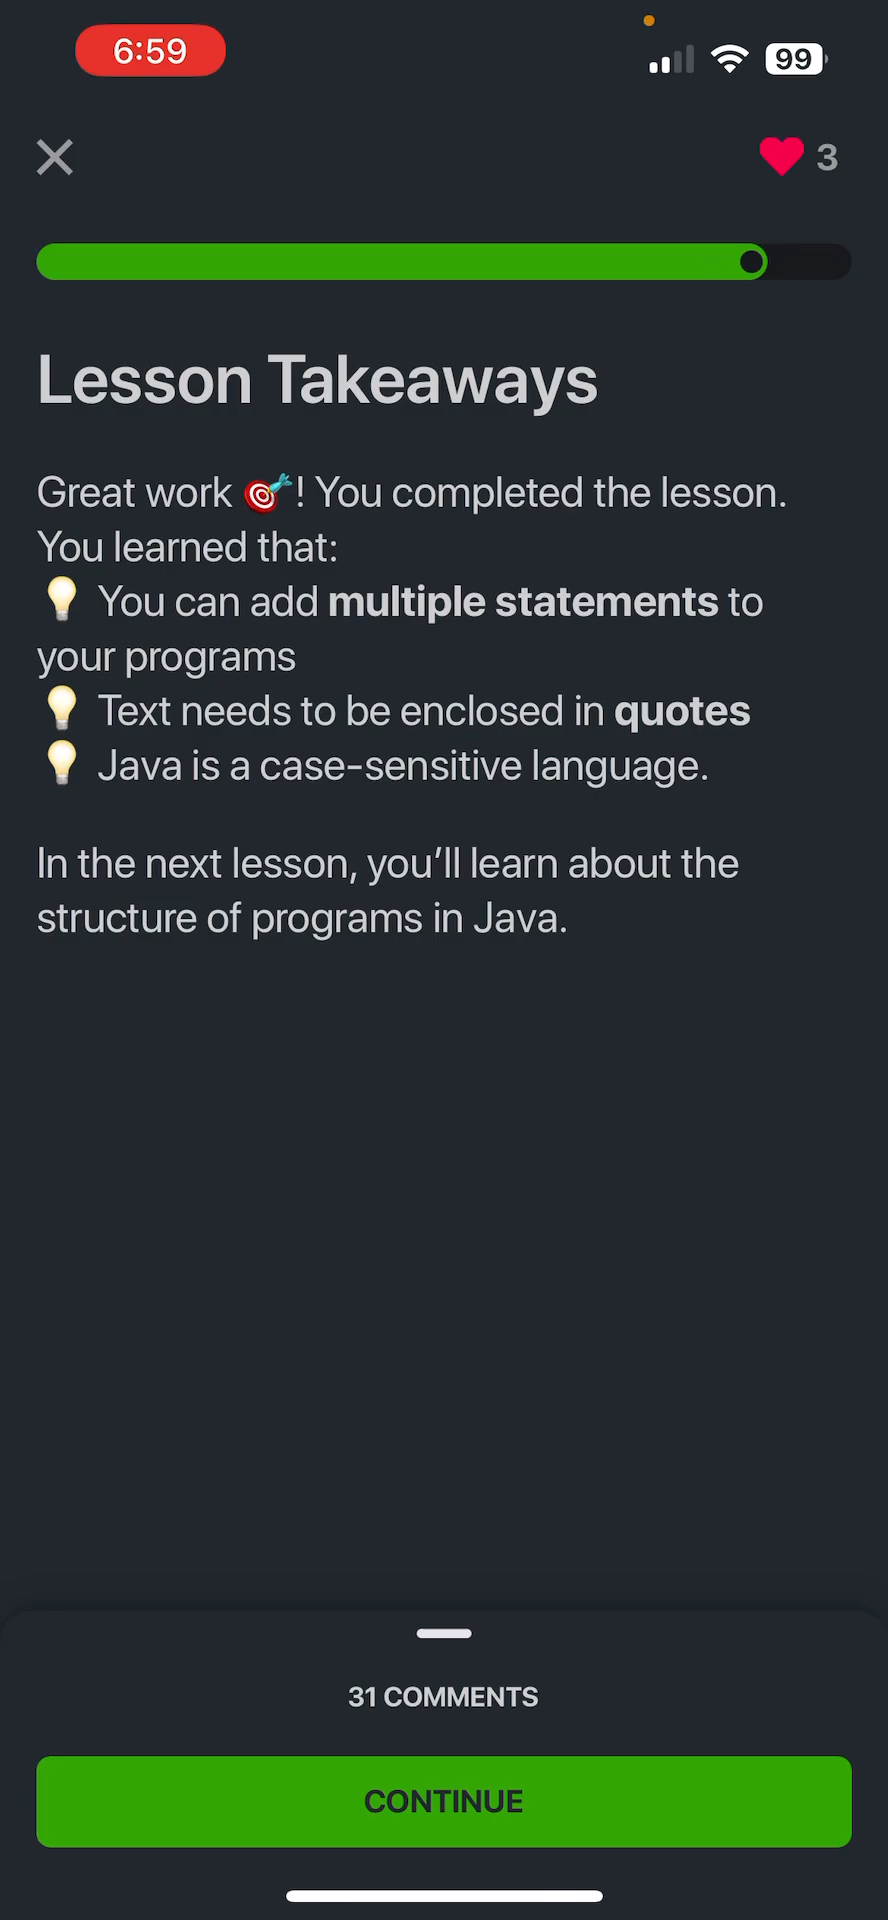 6:59
99
3
Lesson Takeaways
Great work 🎯! You completed the lesson.
You learned that:
💡 You can add multiple statements to
your programs
💡 Text needs to be enclosed in quotes
💡 Java is a case-sensitive language.
In the next lesson, you’ll learn about the
structure of programs in Java.
31 COMMENTS
CONTINUE